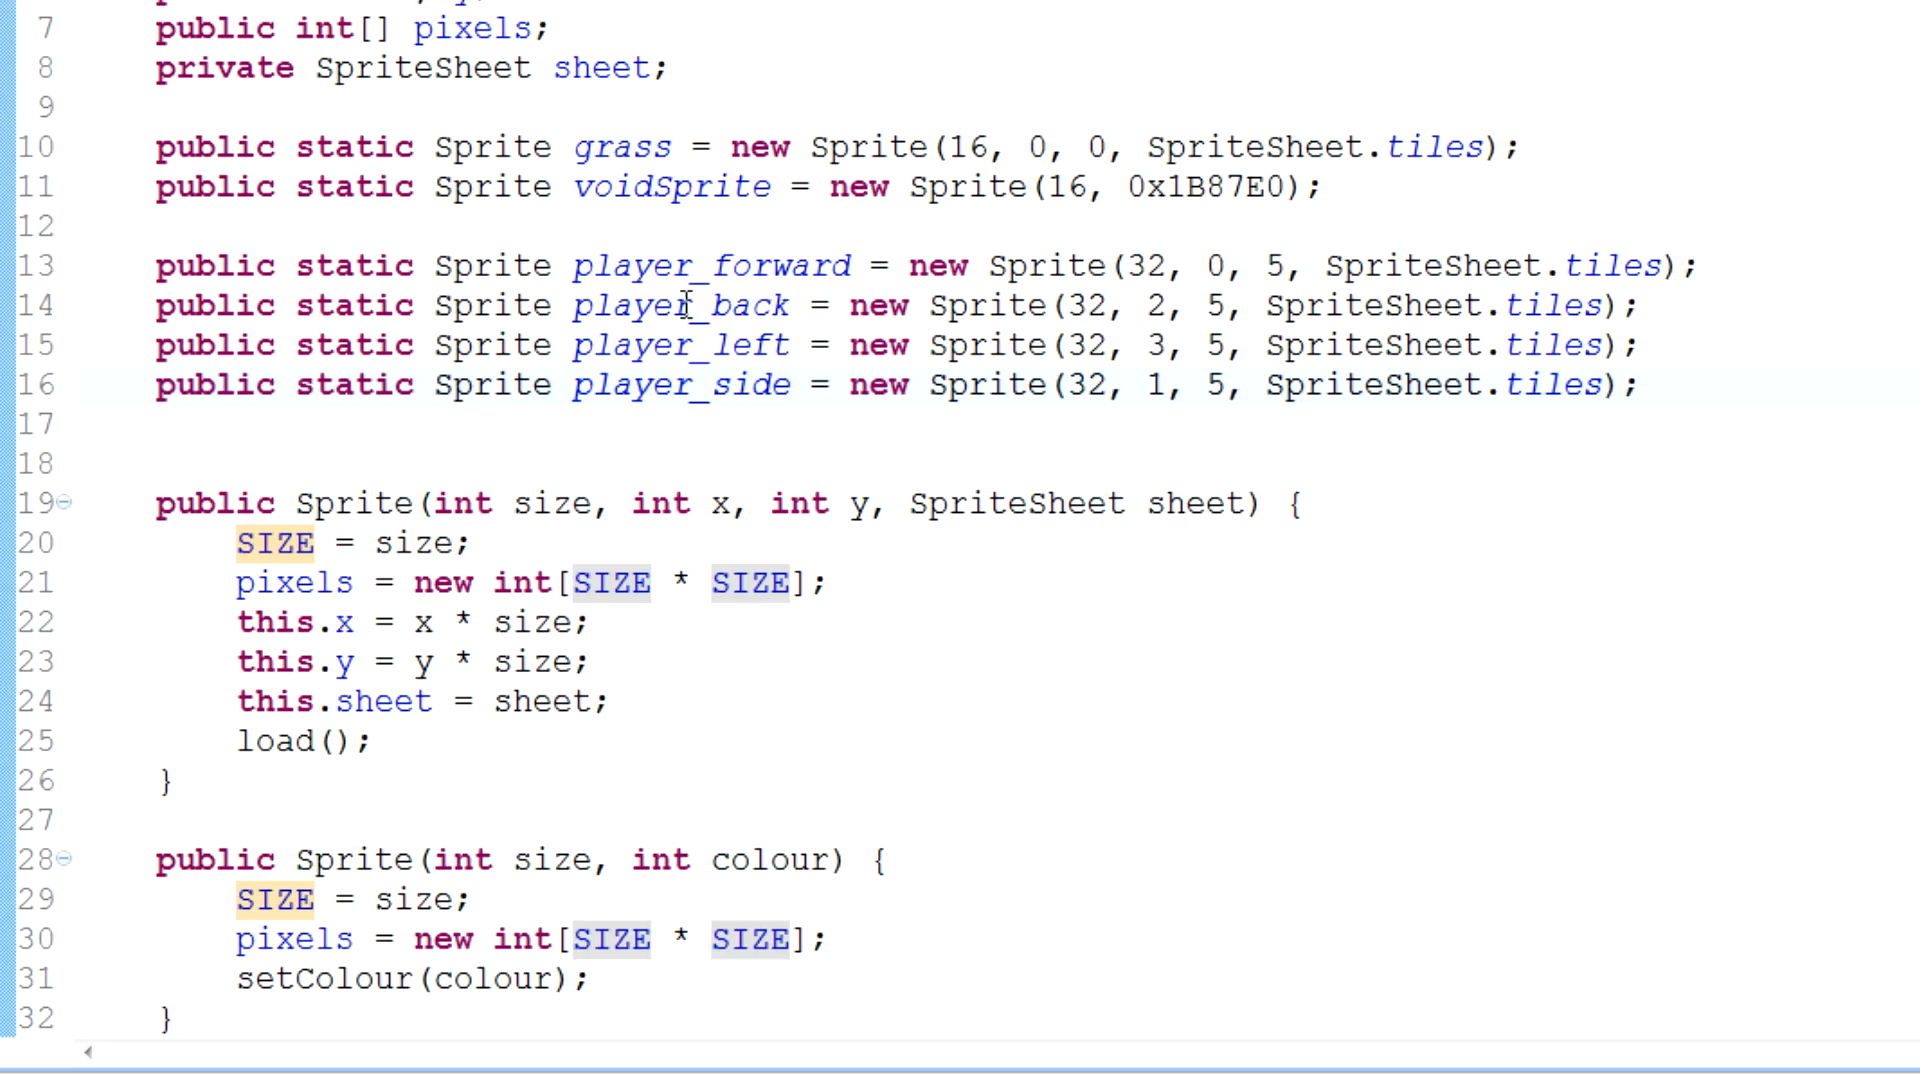 7 public int[] pixels;
8 private SpriteSheet sheet;
9
10 public static Sprite grass = new Sprite(16, 0, 0, SpriteSheet.tiles);
11 public static Sprite voidSprite = new Sprite(16, 0x1B87E0);
12
13 public static Sprite player_forward = new Sprite(32, 0, 5, SpriteSheet.tiles);
14 public static Sprite player_back = new Sprite(32, 2, 5, SpriteSheet.tiles);
15 public static Sprite player_left = new Sprite(32, 3, 5, SpriteSheet.tiles);
16 public static Sprite player_side = new Sprite(32, 1, 5, SpriteSheet.tiles);
17
18
19 public Sprite(int size, int x, int y, SpriteSheet sheet) {
20 SIZE = size;
21 pixels = new int[SIZE * SIZE];
22 this.x = x * size;
23 this.y = y * size;
24 this.sheet = sheet;
25 load();
26 }
27
28 public Sprite(int size, int colour) {
29 SIZE = size;
30 pixels = new int[SIZE * SIZE];
31 setColour(colour);
32 }